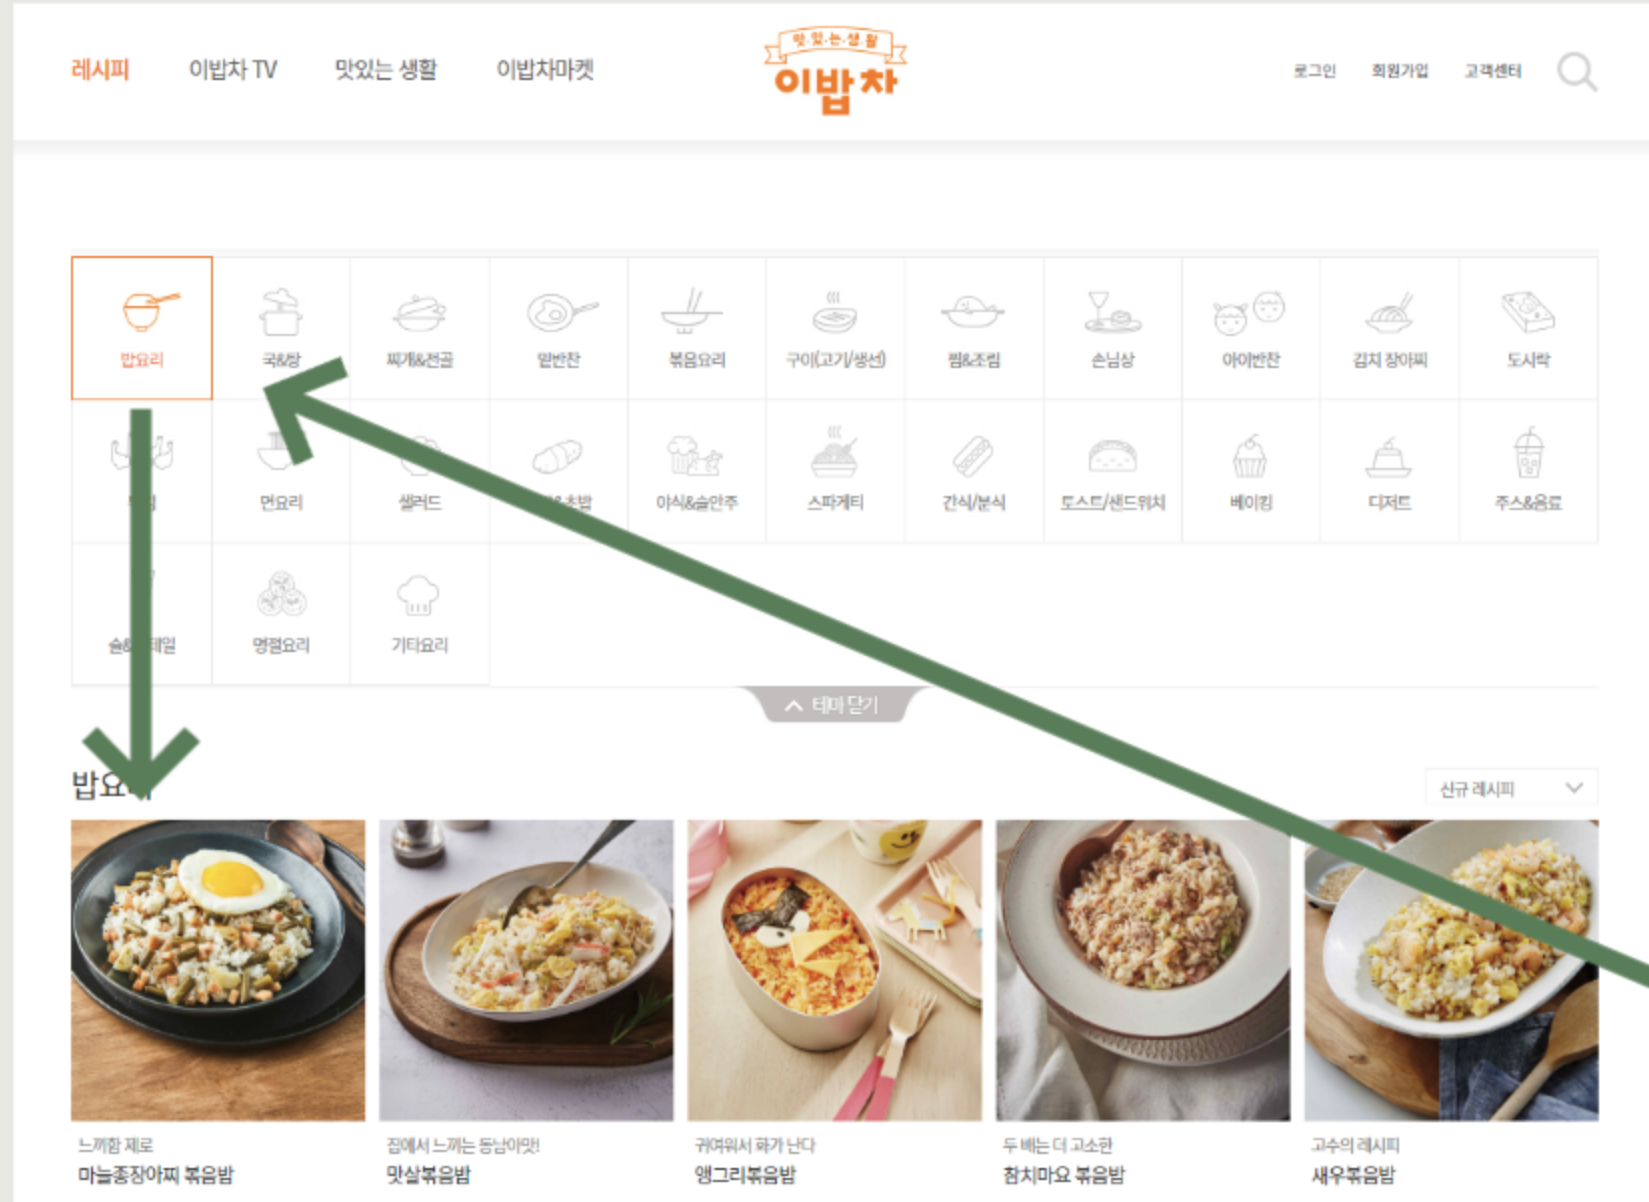 레시피 이밥차 TV 맛있는 생활 이밥차마켓
맛·있·는·생·활
이밥차
로그인 회원가입 고객센터
밥요리 국&탕 찌개&전골 밑반찬 볶음요리 구이(고기/생선) 찜&조림 손님상 아이반찬 김치 장아찌 도시락
면요리 샐러드 야식&술안주 스파게티 간식/분식 토스트/샌드위치 베이킹 디저트 주스&음료
명절요리 기타요리
테마 닫기
밥요
신규 레시피
느끼함 제로 집에서 느끼는 동남아맛! 귀여워서 화가 난다 두 배는 더 고소한 고수의 레시피
마늘종장아찌 볶음밥 맛살볶음밥 앵그리볶음밥 참치마요 볶음밥 새우볶음밥